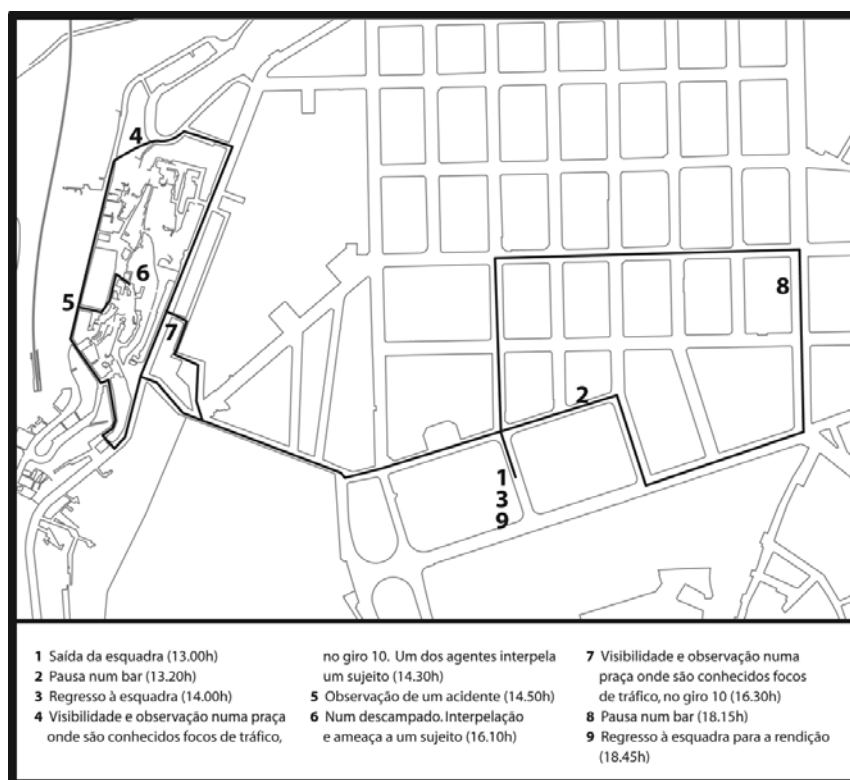 4
6
5
7
8
2
1
3
9
1 Saída da esquadra (13.00h)
2 Pausa num bar (13.20h)
3 Regresso à esquadra (14.00h)
4 Visibilidade e observação numa praça
onde são conhecidos focos de tráfico,
no giro 10. Um dos agentes interpela
um sujeito (14.30h)
5 Observação de um acidente (14.50h)
6 Num descampado. Interpelação
e ameaça a um sujeito (16.10h)
7 Visibilidade e observação numa
praça onde são conhecidos focos
de tráfico, no giro 10 (16.30h)
8 Pausa num bar (18.15h)
9 Regresso à esquadra para a rendição
(18.45h)